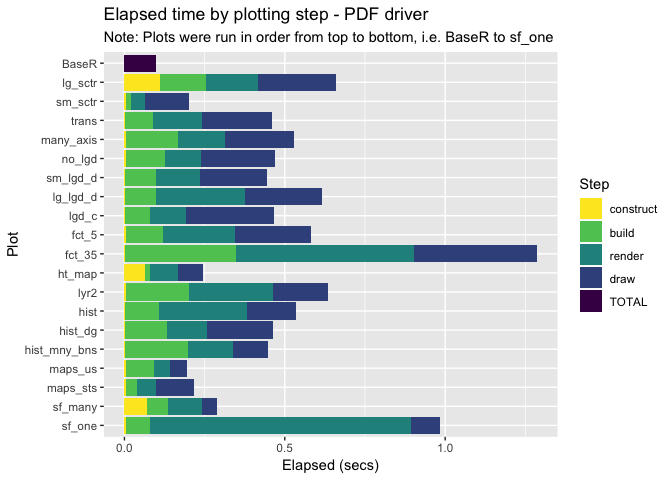 Elapsed time by plotting step - PDF driver
Note: Plots were run in order from top to bottom, i.e. BaseR to sf_one
BaseR
lg_sctr
sm_sctr
trans
many_axis
no_lgd
sm_lgd_d
lg_lgd_d
lgd_c
fct_5
fct_35
ht_map
lyr2
hist
hist_dg
hist_mny_bns
maps_us
maps_sts
sf_many
sf_one
Plot
0.0 0.5 1.0
Elapsed (secs)
Step
construct
build
render
draw
TOTAL